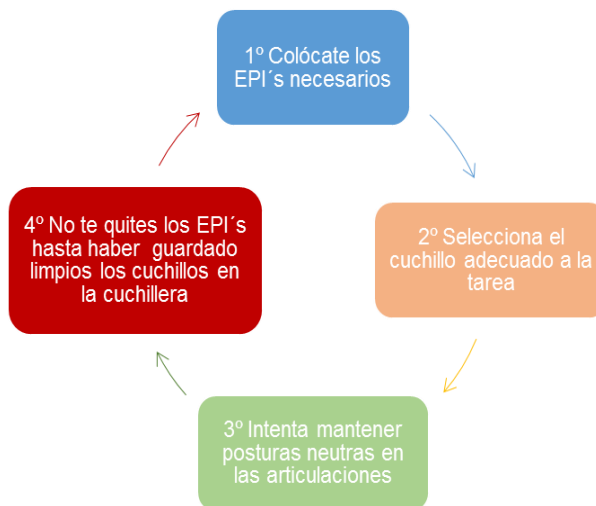 1º Colócate los
EPI´s necesarios
2º Selecciona el
cuchillo adecuado a la
tarea
3º Intenta mantener
posturas neutras en
las articulaciones
4º No te quites los EPI´s
hasta haber guardado
limpios los cuchillos en
la cuchillera